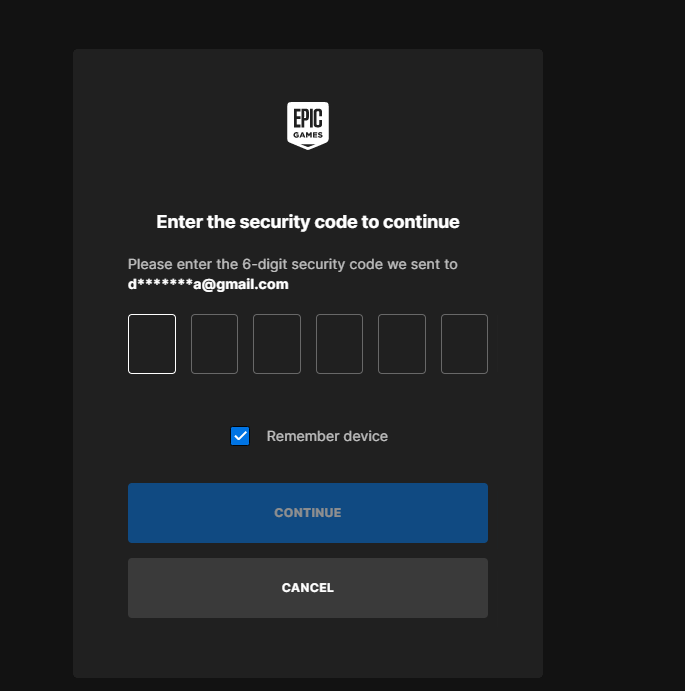 EPIC
GAMES
Enter the security code to continue
Please enter the 6-digit security code we sent to
d*******a@gmail.com
Remember device
CONTINUE
CANCEL